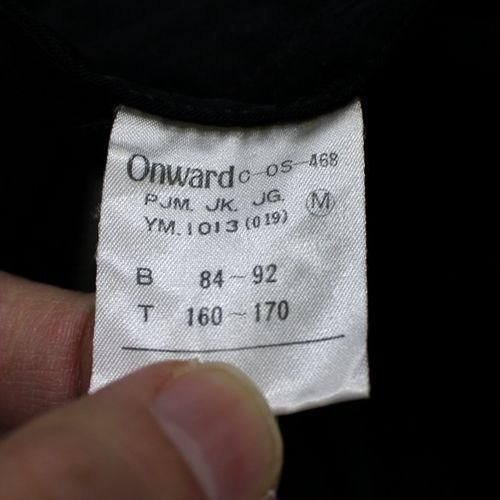 Onward C-OS-468
PJM. JK. JG. M
YM.1013(019)
B 84~92
T 160~170